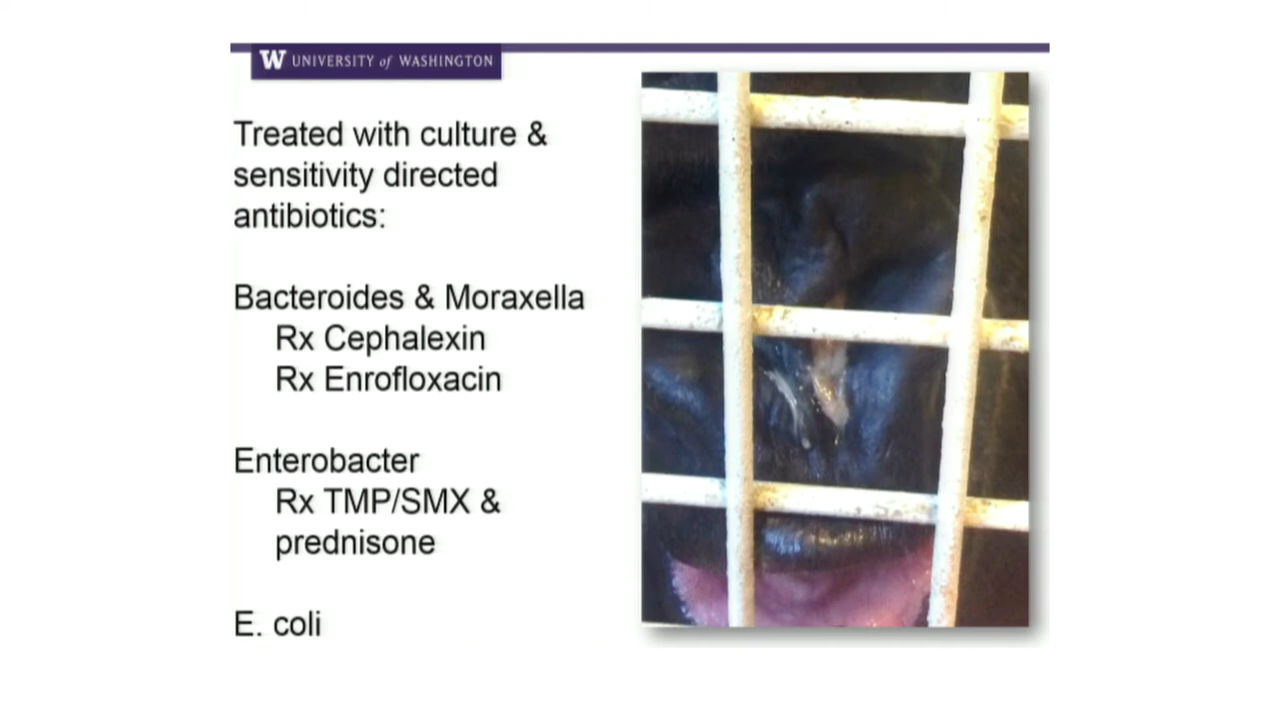 W UNIVERSITY of WASHINGTON
Treated with culture &
sensitivity directed
antibiotics:
Bacteroides & Moraxella
Rx Cephalexin
Rx Enrofloxacin
Enterobacter
Rx TMP/SMX &
prednisone
E. coli